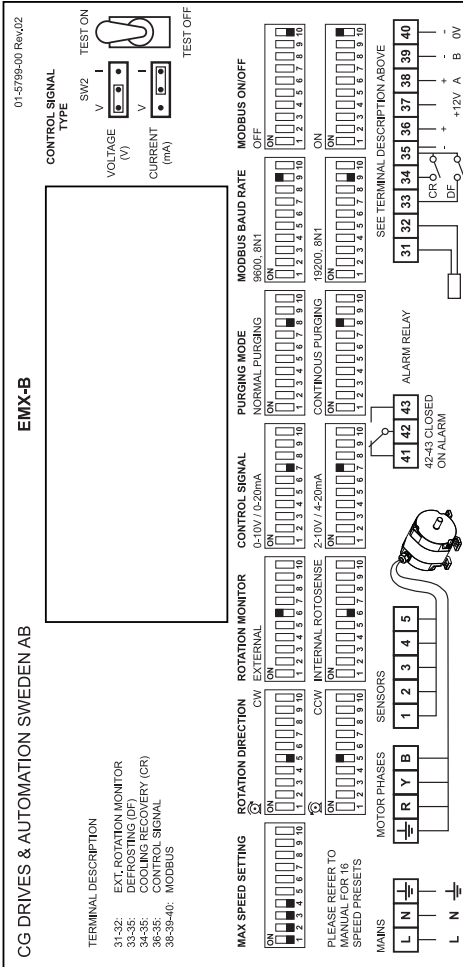 CG DRIVES & AUTOMATION SWEDEN AB
EMX-B
01-5799-00 Rev.02
TERMINAL DESCRIPTION
31-32: EXT. ROTATION MONITOR
33-35: DEFROSTING (DF)
34-35: COOLING RECOVERY (CR)
36-35: CONTROL SIGNAL
38-39-40: MODBUS
CONTROL SIGNAL
TYPE
SW2
V I
VOLTAGE
(V)
V I
CURRENT
(mA)
TEST ON
TEST OFF
MAX SPEED SETTING
ON
1 2 3 4 5 6 7 8 9 10
PLEASE REFER TO
MANUAL FOR 16
SPEED PRESETS
ROTATION DIRECTION
CW
ON
1 2 3 4 5 6 7 8 9 10
CCW
ON
1 2 3 4 5 6 7 8 9 10
ROTATION MONITOR
EXTERNAL
ON
1 2 3 4 5 6 7 8 9 10
INTERNAL ROTOSENSE
ON
1 2 3 4 5 6 7 8 9 10
CONTROL SIGNAL
0-10V / 0-20mA
ON
1 2 3 4 5 6 7 8 9 10
2-10V / 4-20mA
ON
1 2 3 4 5 6 7 8 9 10
PURGING MODE
NORMAL PURGING
ON
1 2 3 4 5 6 7 8 9 10
CONTINOUS PURGING
ON
1 2 3 4 5 6 7 8 9 10
MODBUS BAUD RATE
9600, 8N1
ON
1 2 3 4 5 6 7 8 9 10
19200, 8N1
ON
1 2 3 4 5 6 7 8 9 10
MODBUS ON/OFF
OFF
ON
1 2 3 4 5 6 7 8 9 10
ON
ON
1 2 3 4 5 6 7 8 9 10
MAINS
L N
L N
MOTOR PHASES
R Y B
SENSORS
1 2 3 4 5
41 42 43
ALARM RELAY
42-43 CLOSED
ON ALARM
SEE TERMINAL DESCRIPTION ABOVE
31 32 33 34 35 36 37 38 39 40
CR
DF
- + +12V + A - B - 0V